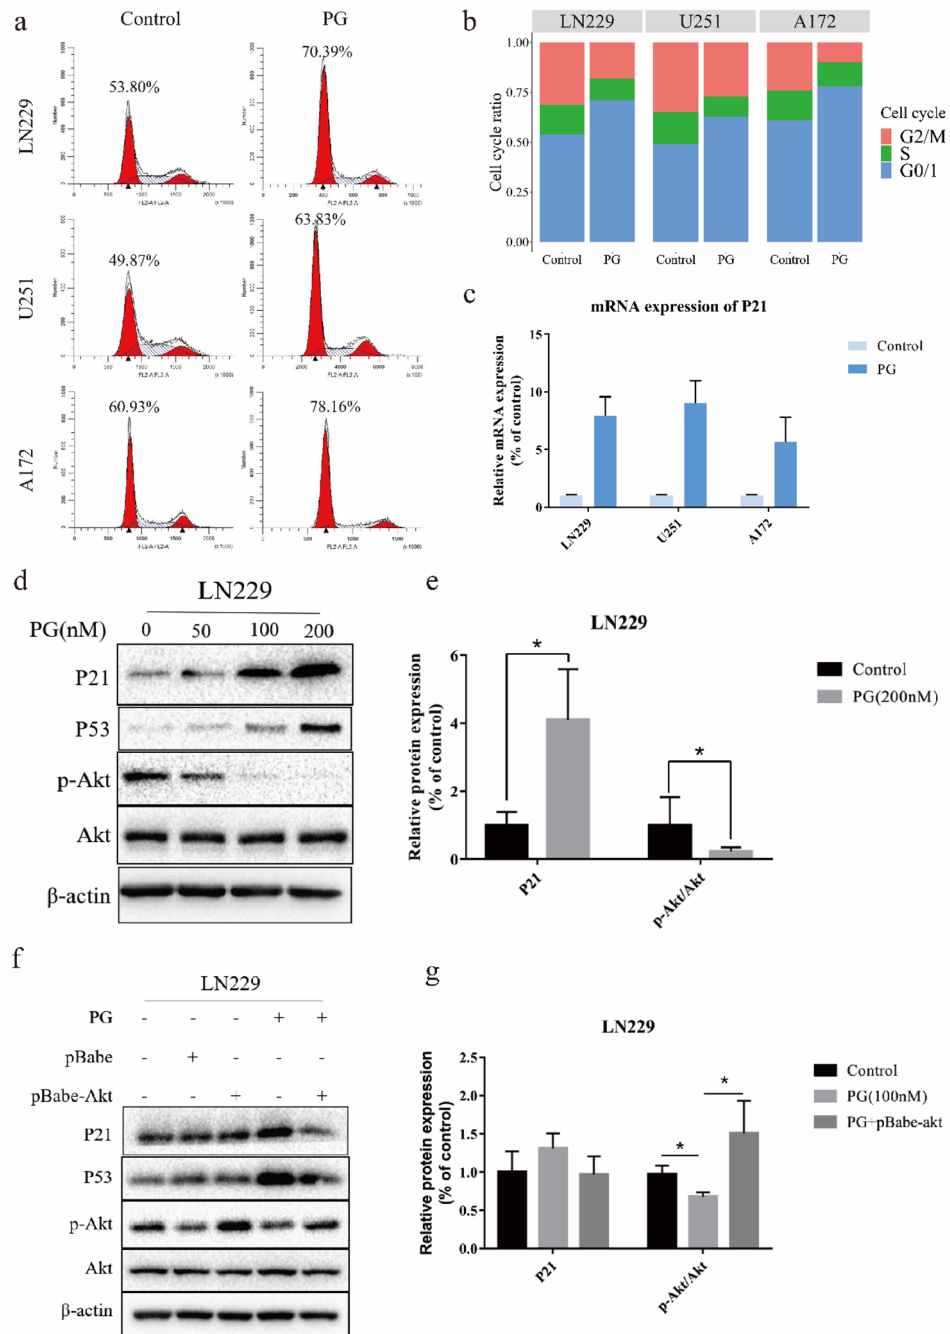 a
Control
PG
b
LN229
U251
A172
LN229
53.80%
70.39%
U251
49.87%
63.83%
A172
60.93%
78.16%
Number
FL2-A FL2-A
(x 1000)
Cell cycle ratio
1.00
0.75
0.50
0.25
0.00
Control PG Control PG Control PG
Cell cycle
G2/M
S
G0/1
c
mRNA expression of P21
Relative mRNA expression
(% of control)
15
10
5
0
LN229 U251 A172
Control
PG
d
LN229
PG(nM) 0 50 100 200
P21
P53
p-Akt
Akt
β-actin
e
LN229
Relative protein expression
(% of control)
6
4
2
0
* *
P21 p-Akt/Akt
Control
PG(200nM)
f
LN229
PG - - - + +
pBabe - + - - -
pBabe-Akt - - + - +
P21
P53
p-Akt
Akt
β-actin
g
LN229
Relative protein expression
(% of control)
2.5
2.0
1.5
1.0
0.5
0.0
* *
P21 p-Akt/Akt
Control
PG(100nM)
PG+pBabe-akt